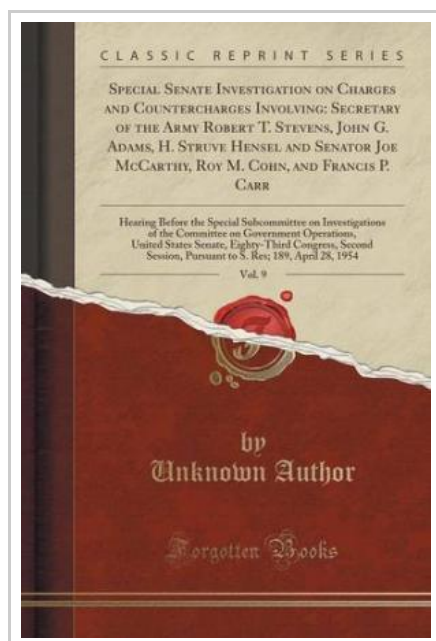 CLASSIC REPRINT SERIES
SPECIAL SENATE INVESTIGATION ON CHARGES
AND COUNTERCHARGES INVOLVING: SECRETARY
OF THE ARMY ROBERT T. STEVENS, JOHN G.
ADAMS, H. STRUVE HENSEL AND SENATOR JOE
MCCARTHY, ROY M. COHN, AND FRANCIS P.
CARR
Hearing Before the Special Subcommittee on Investigations
of the Committee on Government Operations,
United States Senate, Eighty-Third Congress, Second
Session, Pursuant to S. Res; 189, April 28, 1954
Vol. 9
by
Unknown Author
Forgotten Books